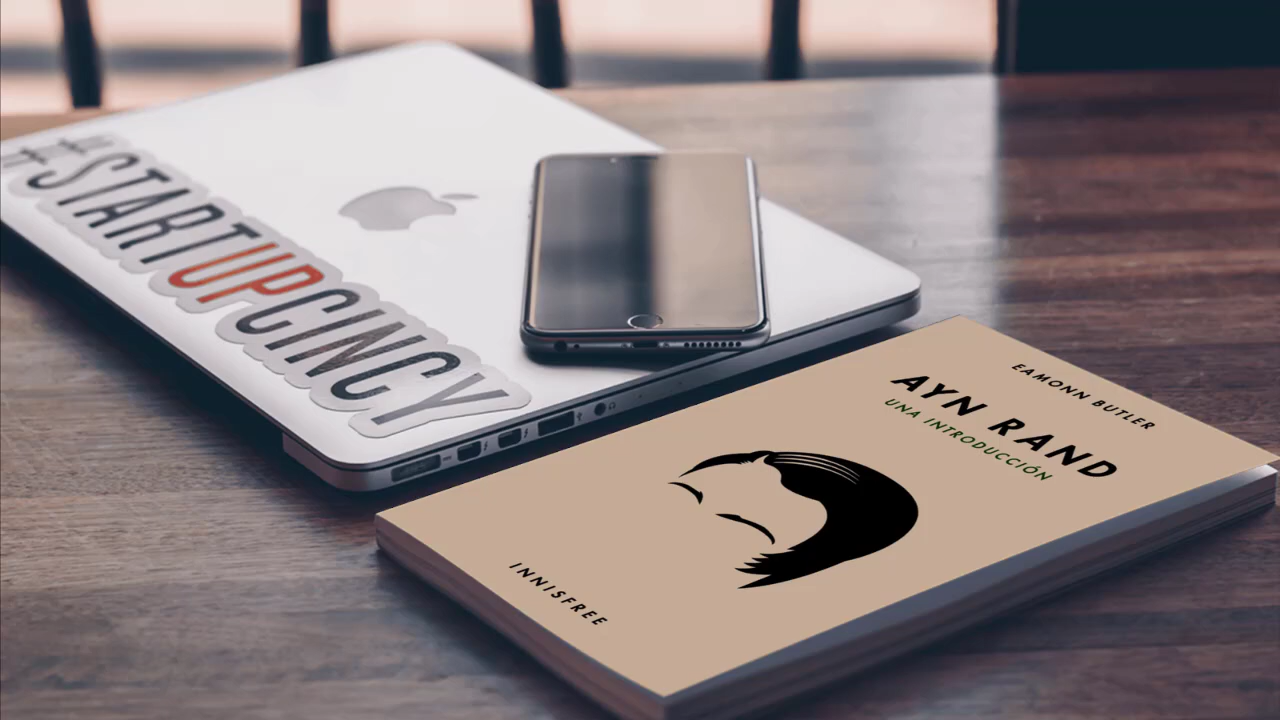 #STARTUPCINCY
EAMONN BUTLER
AYN RAND
UNA INTRODUCCIÓN
INNISFREE